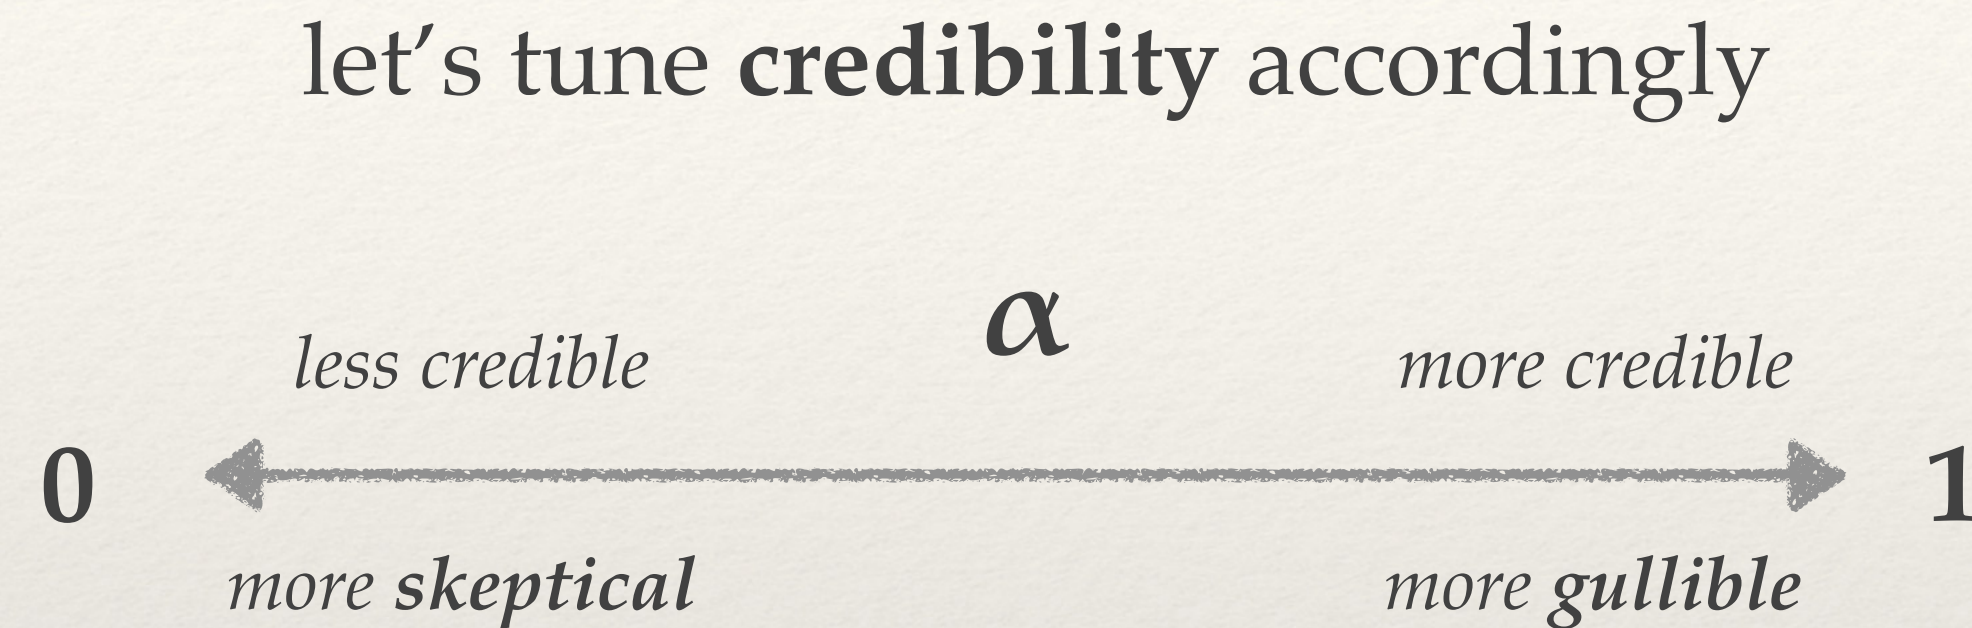 let's tune credibility accordingly
α
less credible
more credible
0
1
more skeptical
more gullible